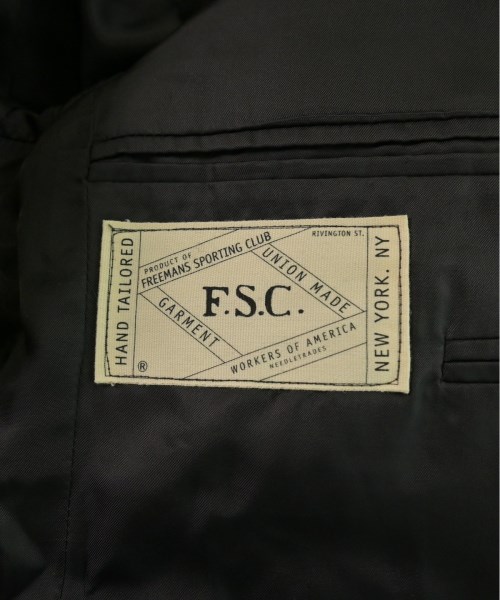 HAND TAILORED
®
PRODUCT OF
FREEMANS SPORTING CLUB
RIVINGTON ST.
UNION MADE
F.S.C.
GARMENT
WORKERS OF AMERICA
NEEDLETRADES
NEW YORK. NY